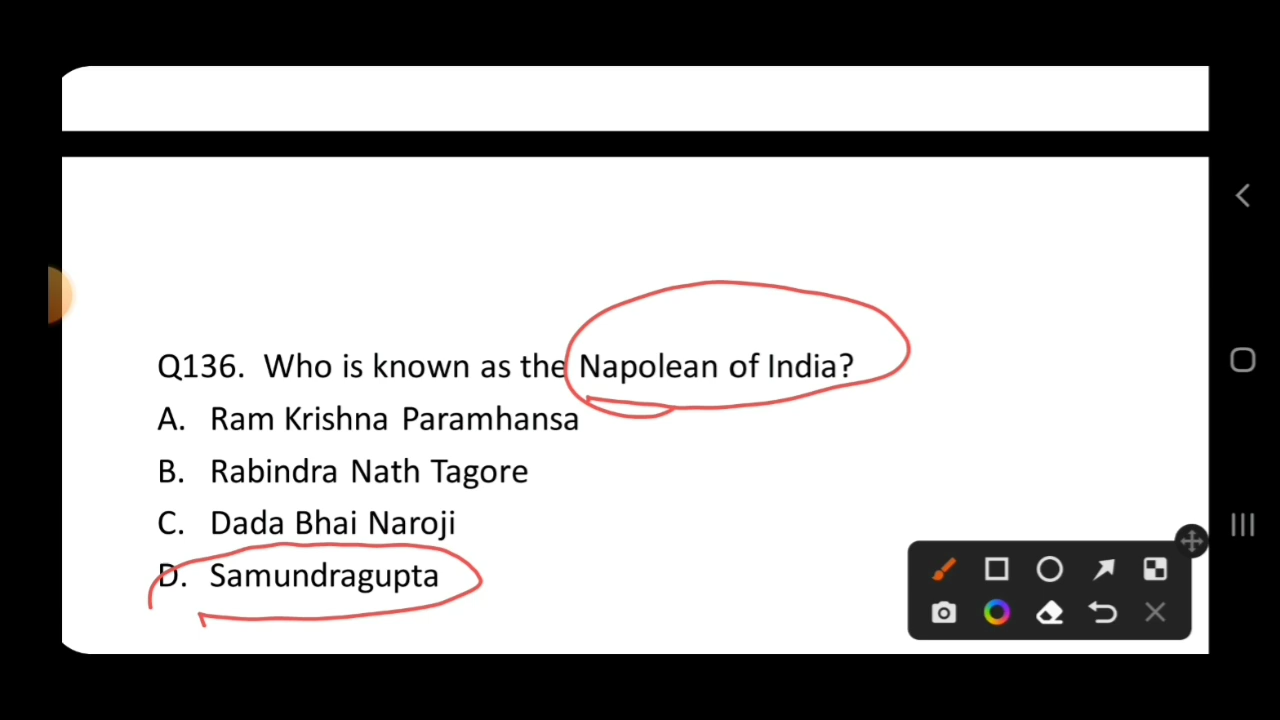 Q136. Who is known as the Napolean of India?
A. Ram Krishna Paramhansa
B. Rabindra Nath Tagore
C. Dada Bhai Naroji
D. Samundragupta